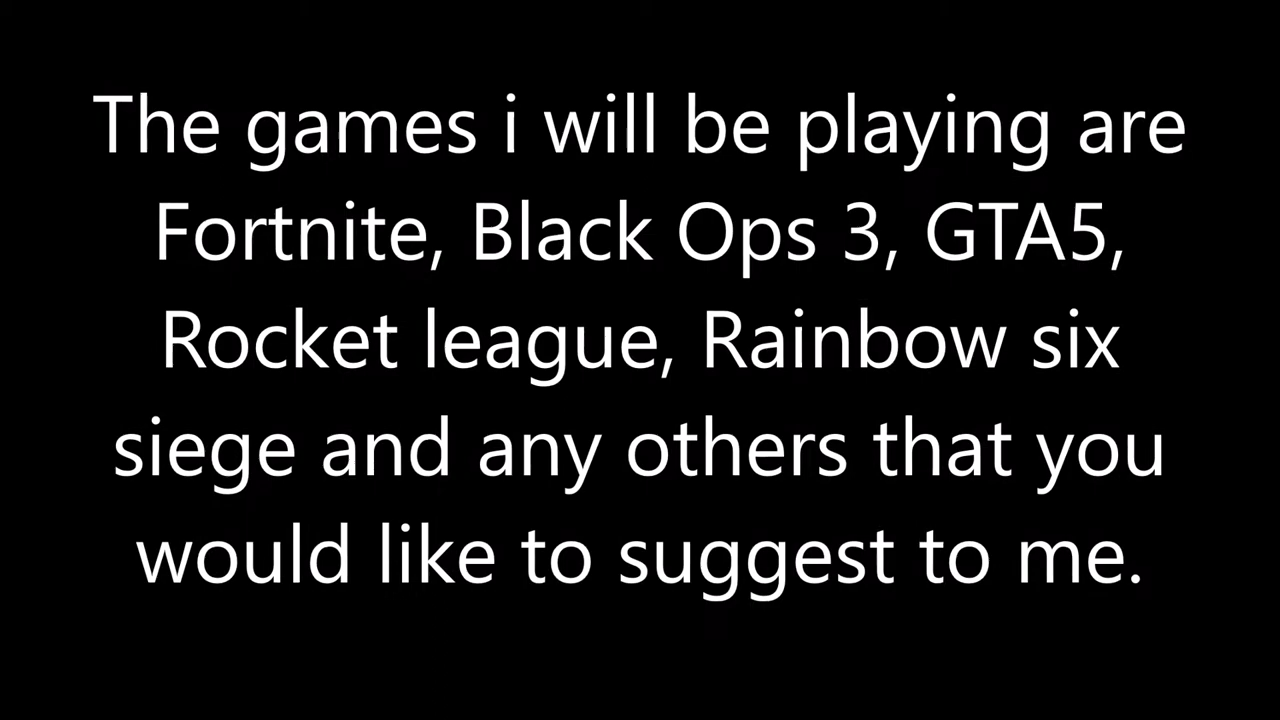 The games i will be playing are
Fortnite, Black Ops 3, GTA5,
Rocket league, Rainbow six
siege and any others that you
would like to suggest to me.